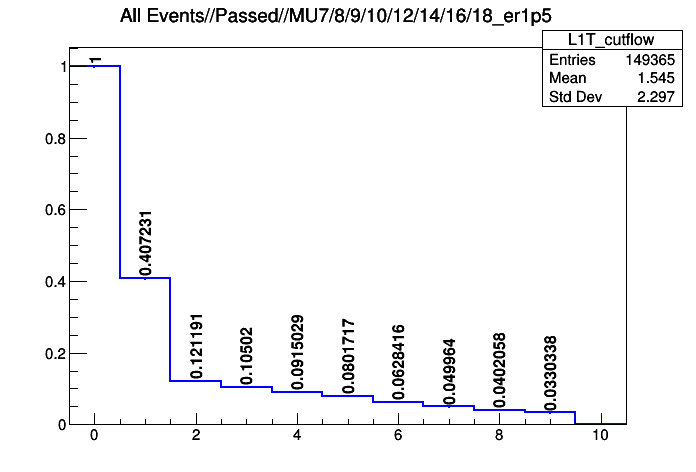 All Events//Passed//MU7/8/9/10/12/14/16/18_er1p5
L1T_cutflow
Entries 149365
Mean 1.545
Std Dev 2.297
1
0.8
0.6
0.4
0.2
0
1
0.407231
0.121191
0.10502
0.0915029
0.0801717
0.0628416
0.049964
0.0402058
0.0330338
0 2 4 6 8 10